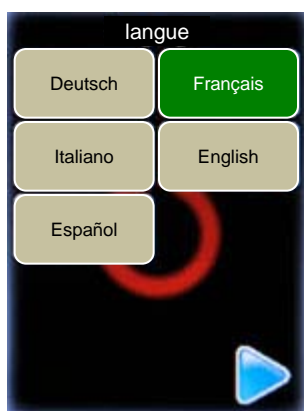 langue
Deutsch
Français
Italiano
English
Español